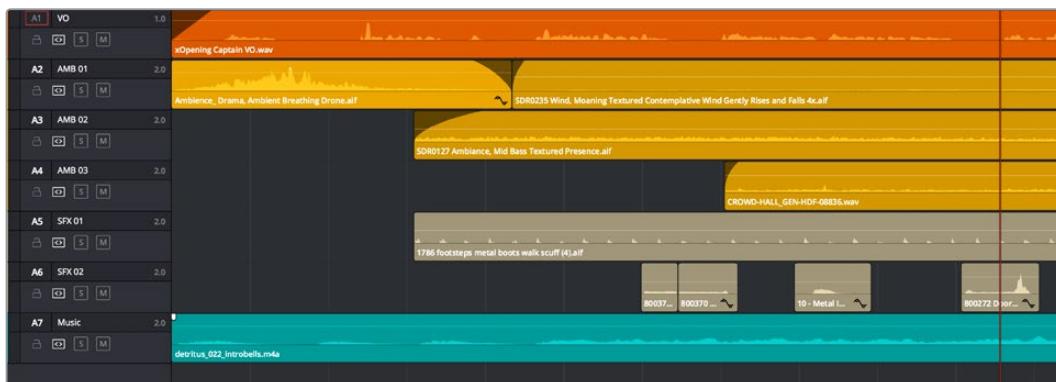 A1 VO 1.0
S M
xOpening Captain VO.wav
A2 AMB 01 2.0
S M
Ambience_ Drama, Ambient Breathing Drone.aif
SDR0235 Wind, Moaning Textured Contemplative Wind Gently Rises and Falls 4x.aif
A3 AMB 02 2.0
S M
SDR0127 Ambiance, Mid Bass Textured Presence.aif
A4 AMB 03 2.0
S M
CROWD-HALL_GEN-HDF-08836.wav
A5 SFX 01 2.0
S M
1786 footsteps metal boots walk scuff (4).aif
A6 SFX 02 2.0
S M
80037... 800370 ... 10 - Metal I... 800272 Door...
A7 Music 2.0
S M
detritus_022_introbells.m4a